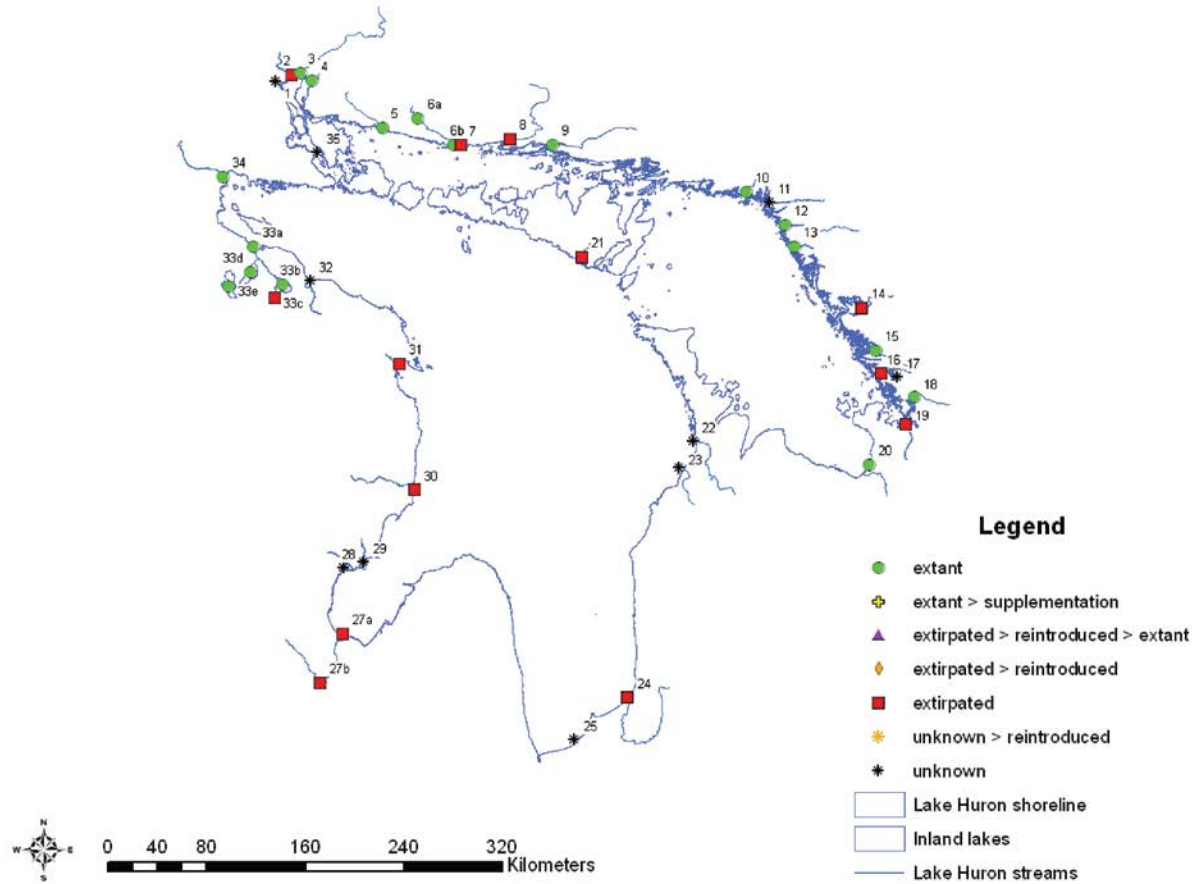 2
3
4
1
35
5
6a
6b
7
8
9
10
11
12
13
34
33a
33d
33b
33e
33c
32
21
14
15
16
17
18
19
20
31
22
23
30
28
29
27a
27b
24
25
Legend
extant
extant > supplementation
extirpated > reintroduced > extant
extirpated > reintroduced
extirpated
unknown > reintroduced
unknown
Lake Huron shoreline
Inland lakes
Lake Huron streams
N
W
E
S
0 40 80 160 240 320
Kilometers